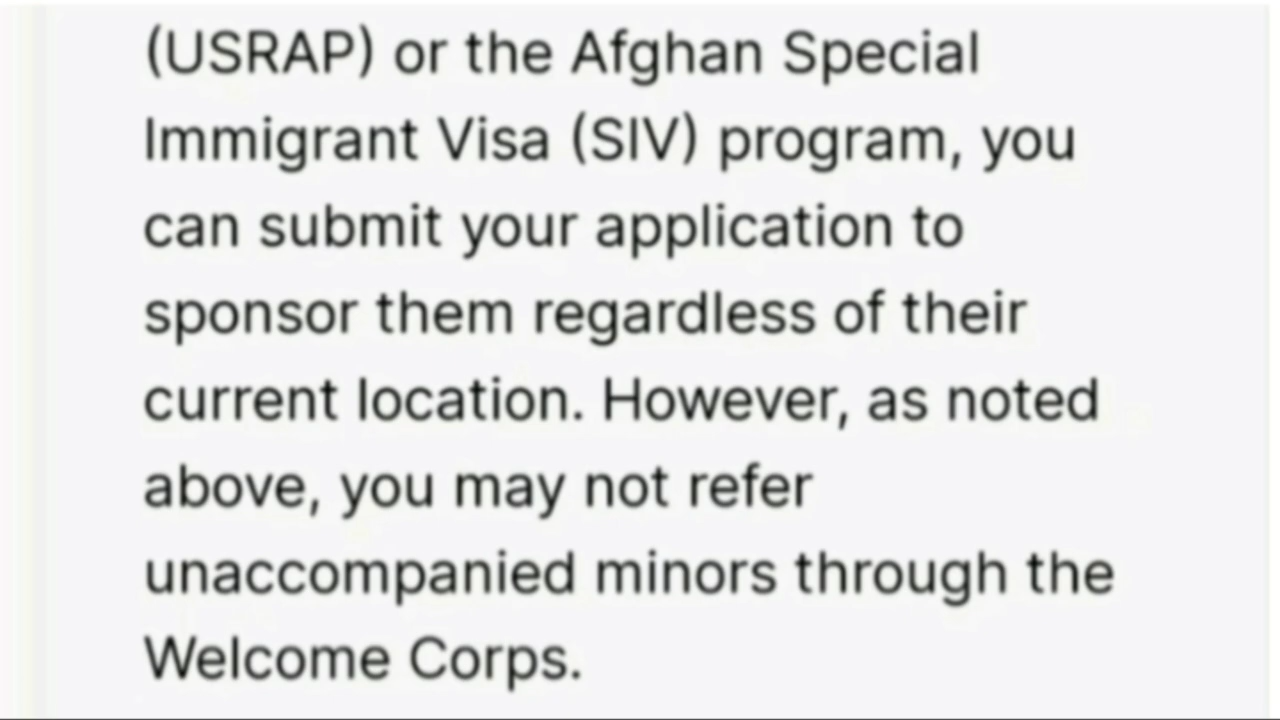 (USRAP) or the Afghan Special
Immigrant Visa (SIV) program, you
can submit your application to
sponsor them regardless of their
current location. However, as noted
above, you may not refer
unaccompanied minors through the
Welcome Corps.